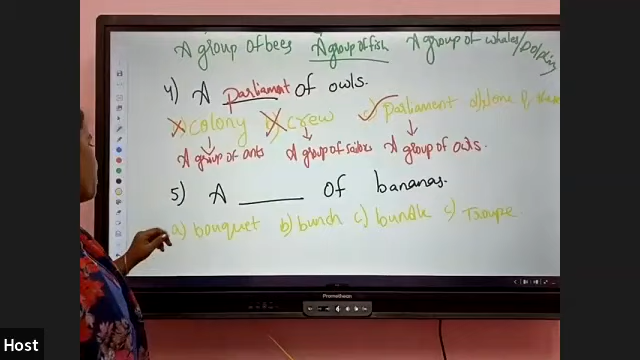 A group of bees A group of fish A group of whales/Dolphins
4) A parliament of owls.
a) colony b) crew c) parliament d)
A group of ants A group of sailors A group of owls.
5) A ______ of bananas.
a) bouquet b) bunch c) bundle c) Troupe
Promethean
Host